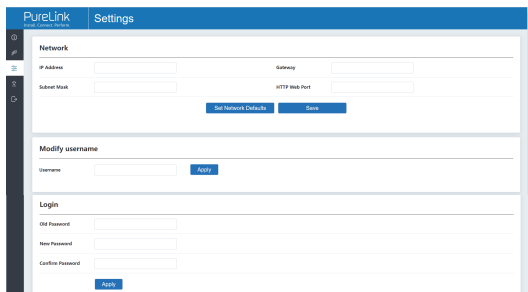 PureLink Settings
Install. Connect. Perform.
Network
IP Address Gateway
Subnet Mask HTTP Web Port
Set Network Defaults Save
Modify username
Username Apply
Login
Old Password
New Password
Confirm Password
Apply